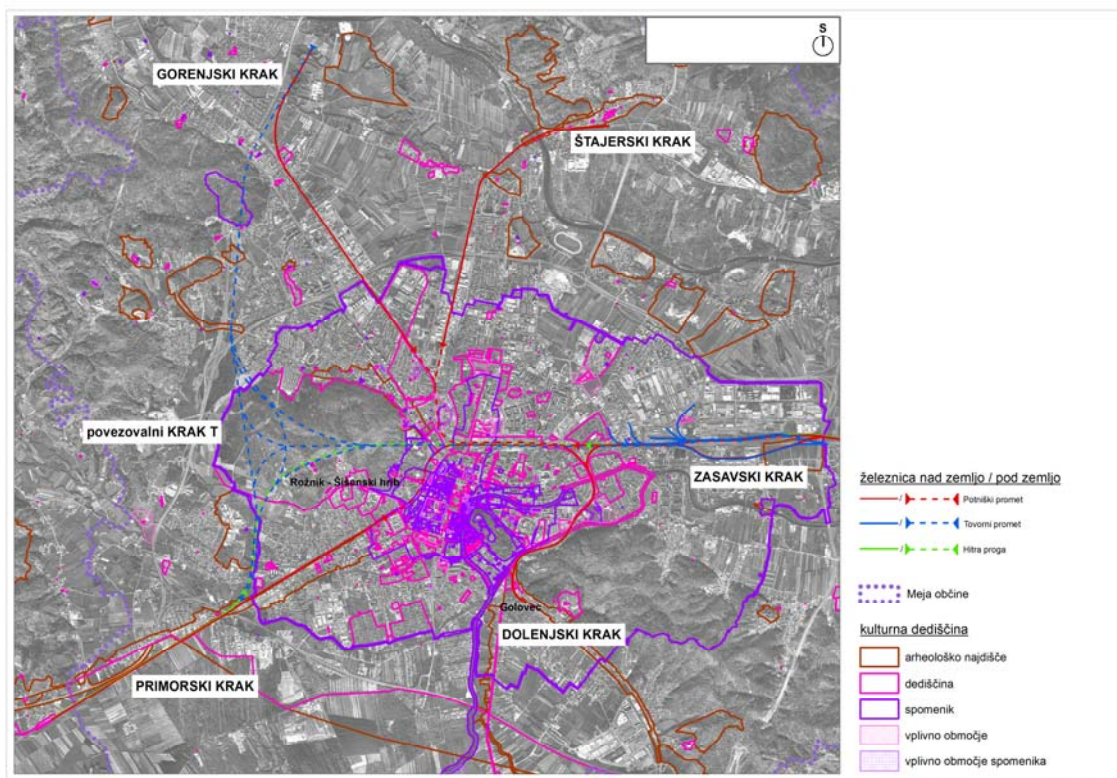 S
GORENJSKI KRAK
ŠTAJERSKI KRAK
povezovalni KRAK T
Rožnik - Šišenski hrib
ZASAVSKI KRAK
Golovec
DOLENJSKI KRAK
PRIMORSKI KRAK
železnica nad zemljo / pod zemljo
/ Potniški promet
/ Tovorni promet
/ Hitra proga
Meja občine
kulturna dediščina
arheološko najdišče
dediščina
spomenik
vplivno območje
vplivno območje spomenika